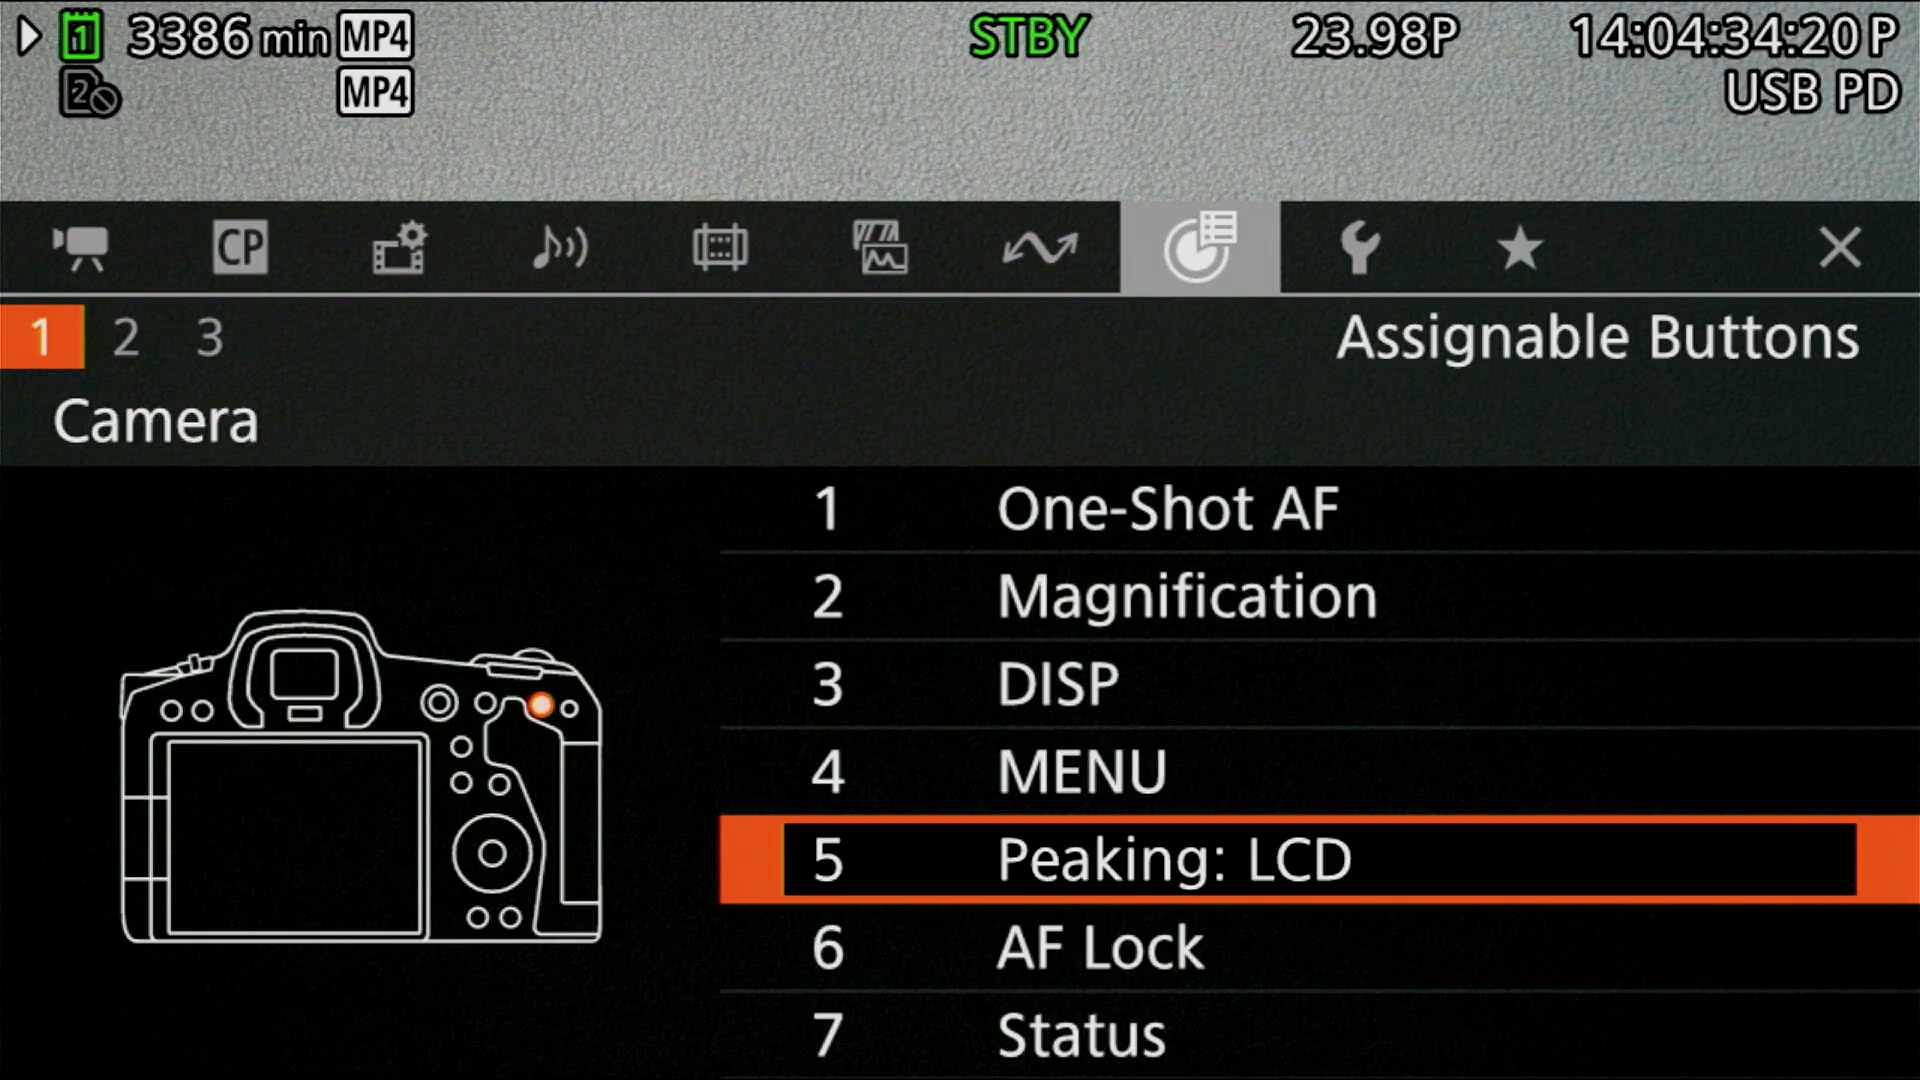 1 3386 min MP4 STBY 23.98P 14:04:34:20 P
2 MP4 USB PD
CP
1 2 3 Assignable Buttons
Camera
1 One-Shot AF
2 Magnification
3 DISP
4 MENU
5 Peaking: LCD
6 AF Lock
7 Status